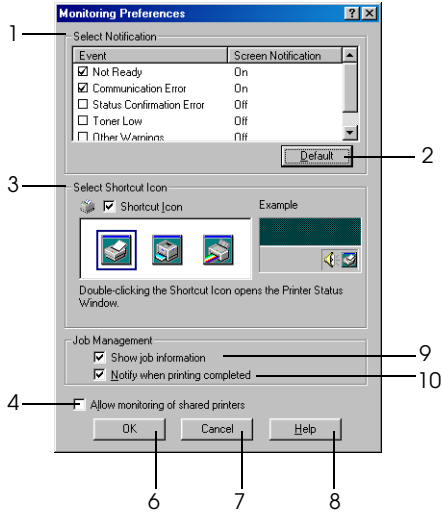 Monitoring Preferences
1
Select Notification
Event Screen Notification
Not Ready On
Communication Error On
Status Confirmation Error Off
Toner Low Off
Other Warnings Off
Default 2
3
Select Shortcut Icon
Shortcut Icon Example
Double-clicking the Shortcut Icon opens the Printer Status
Window.
Job Management
Show job information 9
Notify when printing completed 10
4 Allow monitoring of shared printers
OK Cancel Help
6 7 8